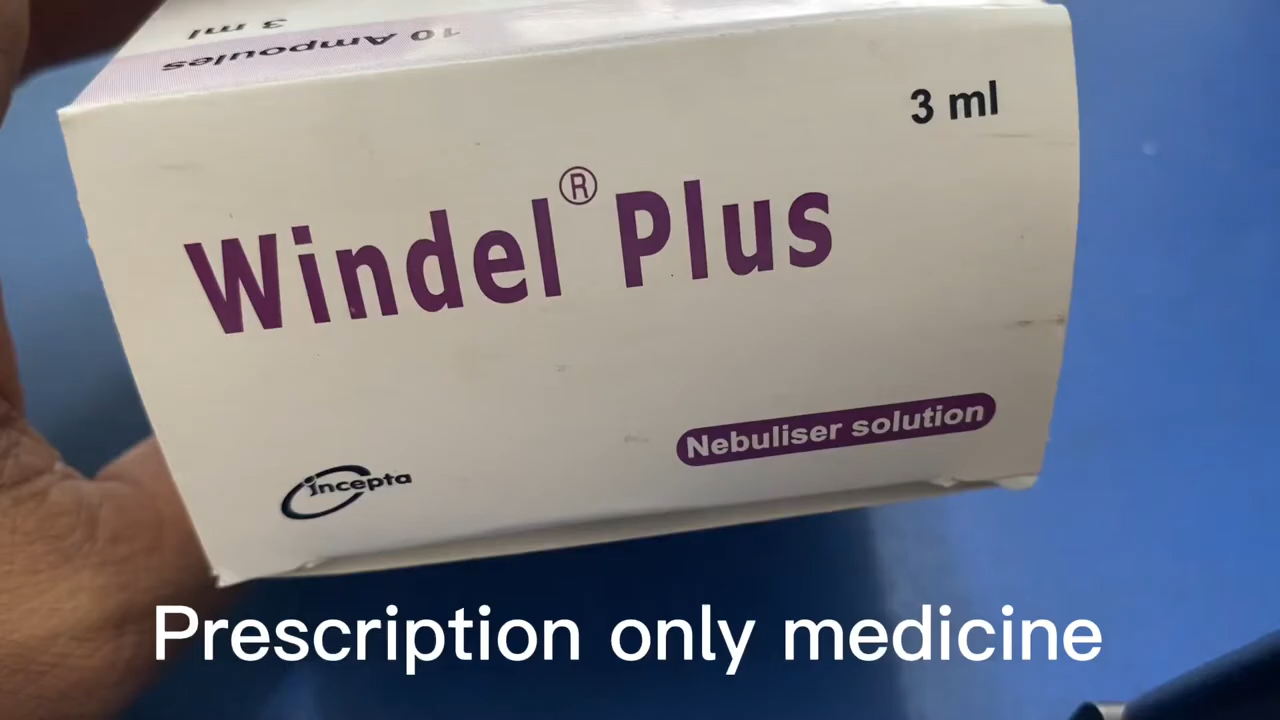 3 ml
10 Ampoules
3 ml
Windel® Plus
Nebuliser solution
incepta
Prescription only medicine